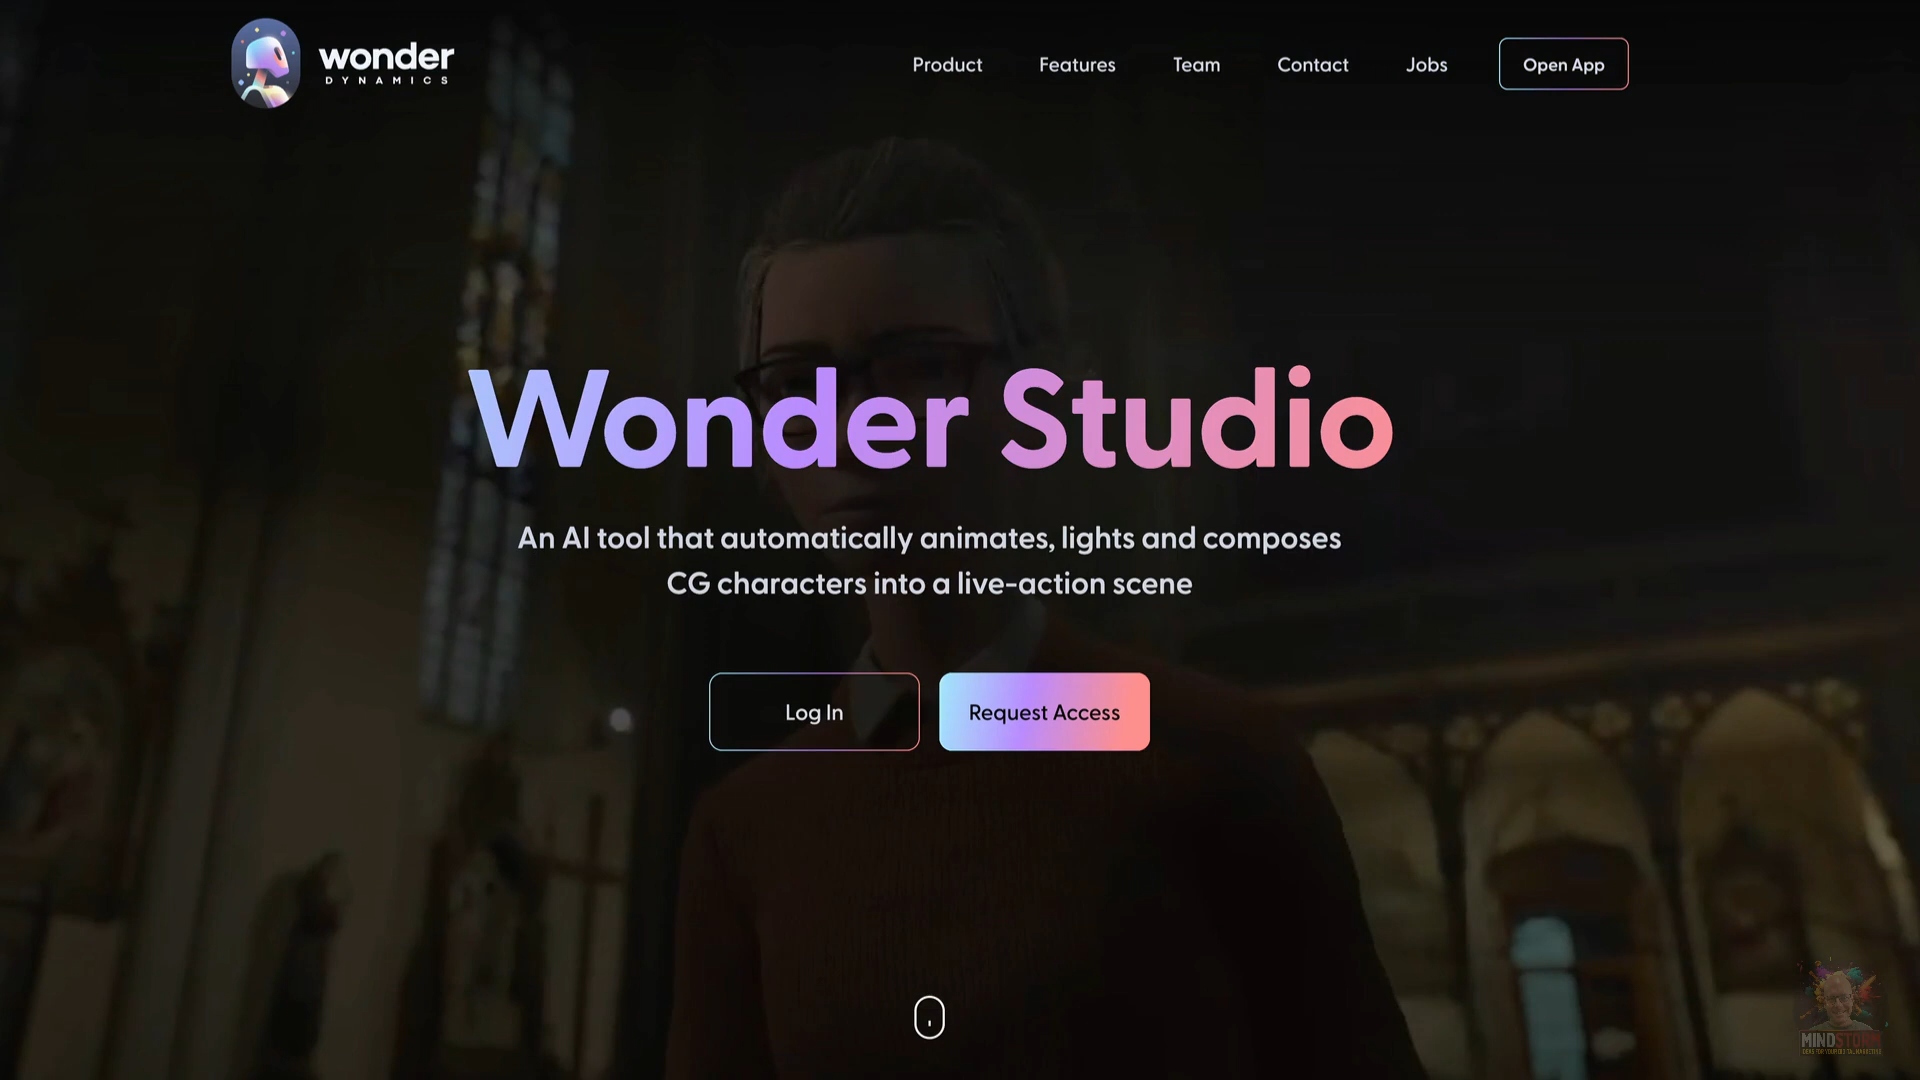 wonder
DYNAMICS
Product
Features
Team
Contact
Jobs
Open App
Wonder Studio
An AI tool that automatically animates, lights and composes
CG characters into a live-action scene
Log In
Request Access
MINDSTORM